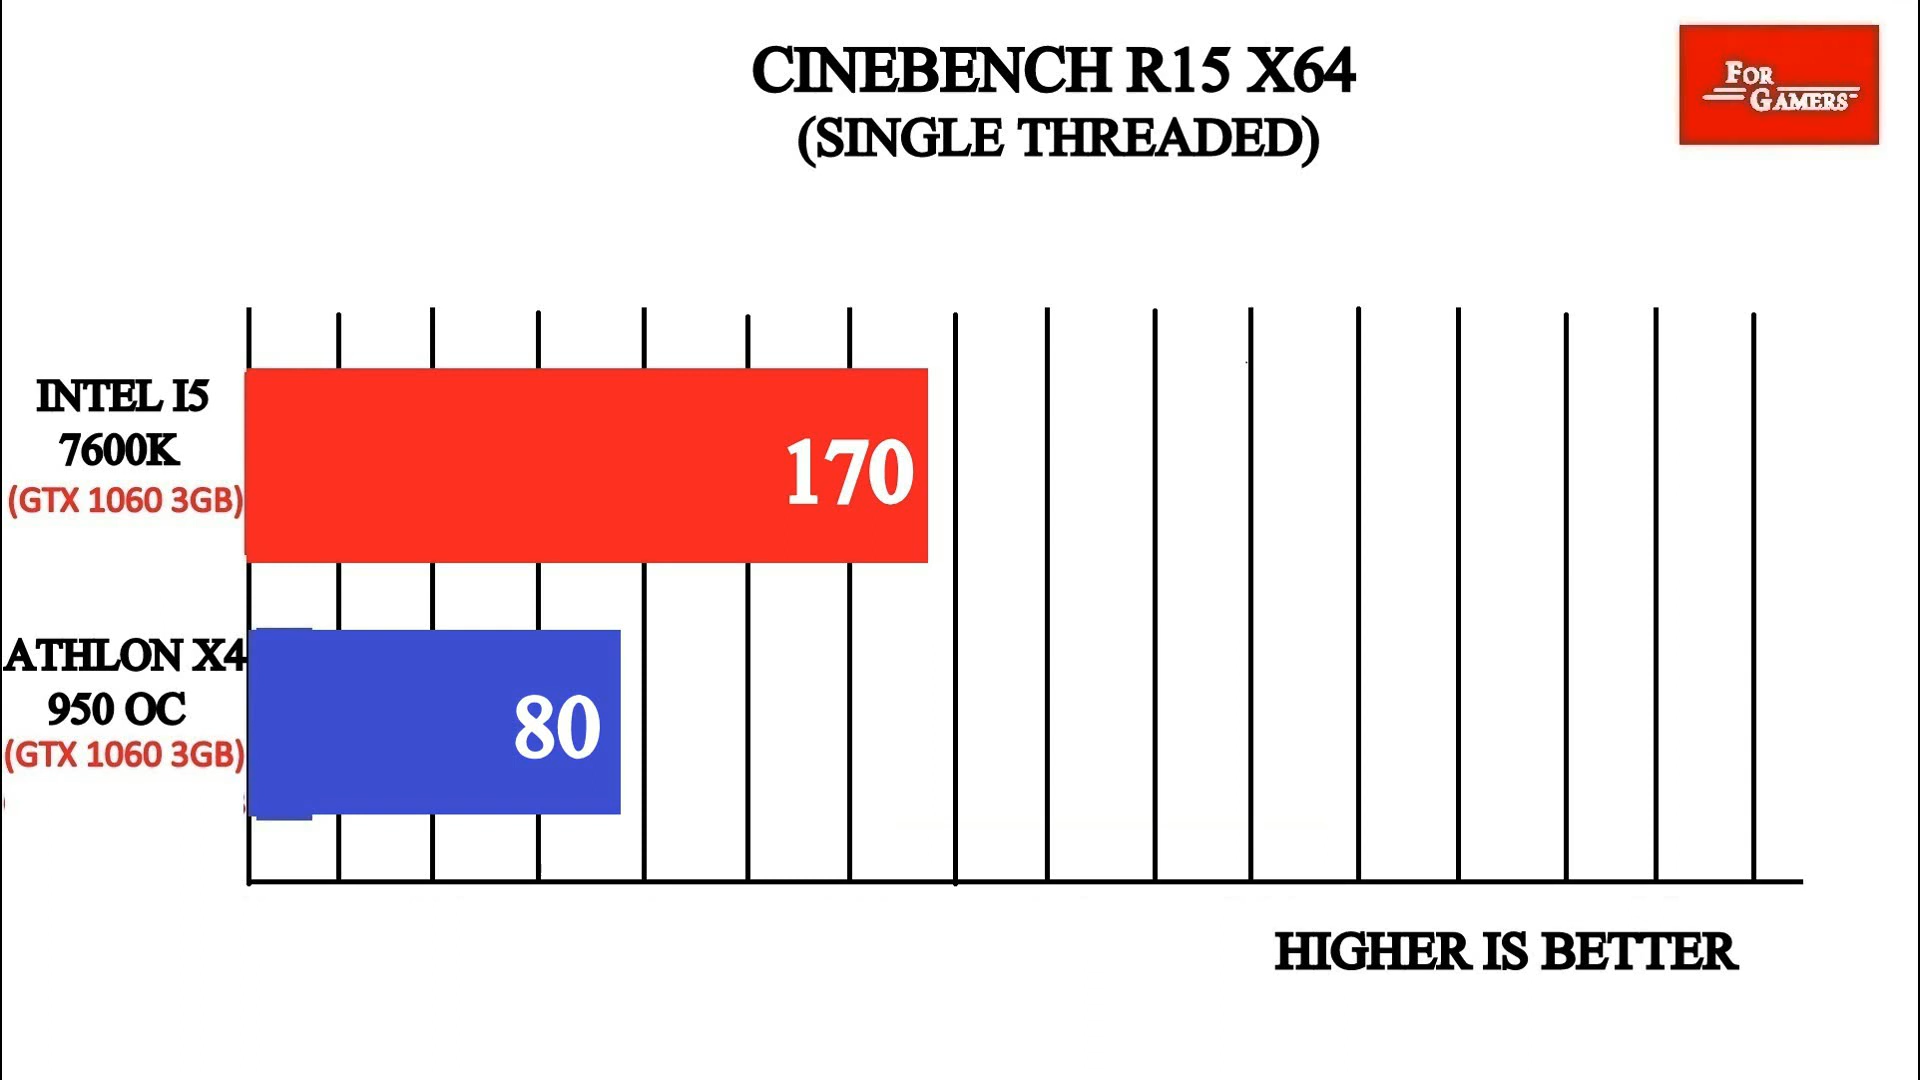 CINEBENCH R15 X64
(SINGLE THREADED)
FOR
GAMERS
INTEL I5
7600K
(GTX 1060 3GB)
170
ATHLON X4
950 OC
(GTX 1060 3GB)
80
HIGHER IS BETTER